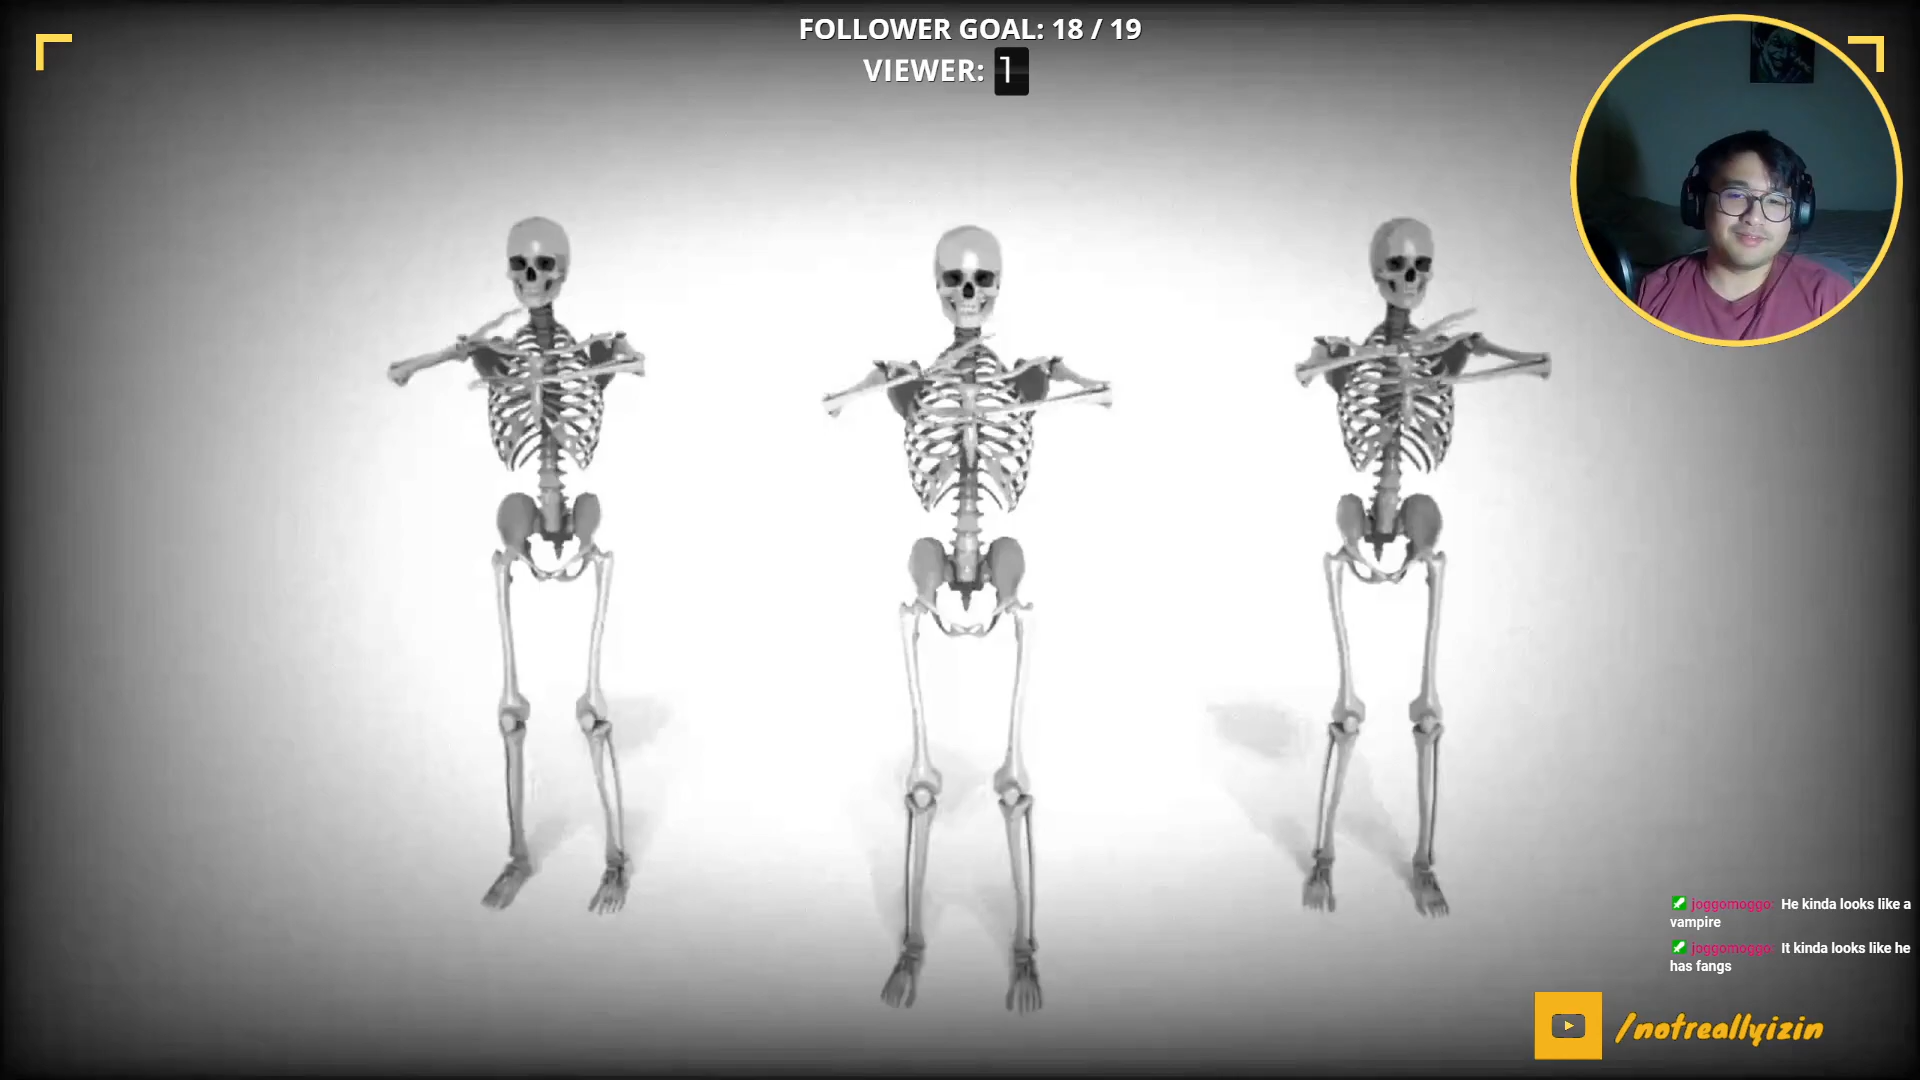 FOLLOWER GOAL: 18 / 19
VIEWER: 1
joggomoggo: He kinda looks like a
vampire
joggomoggo: It kinda looks like he
has fangs
/notreallyizin